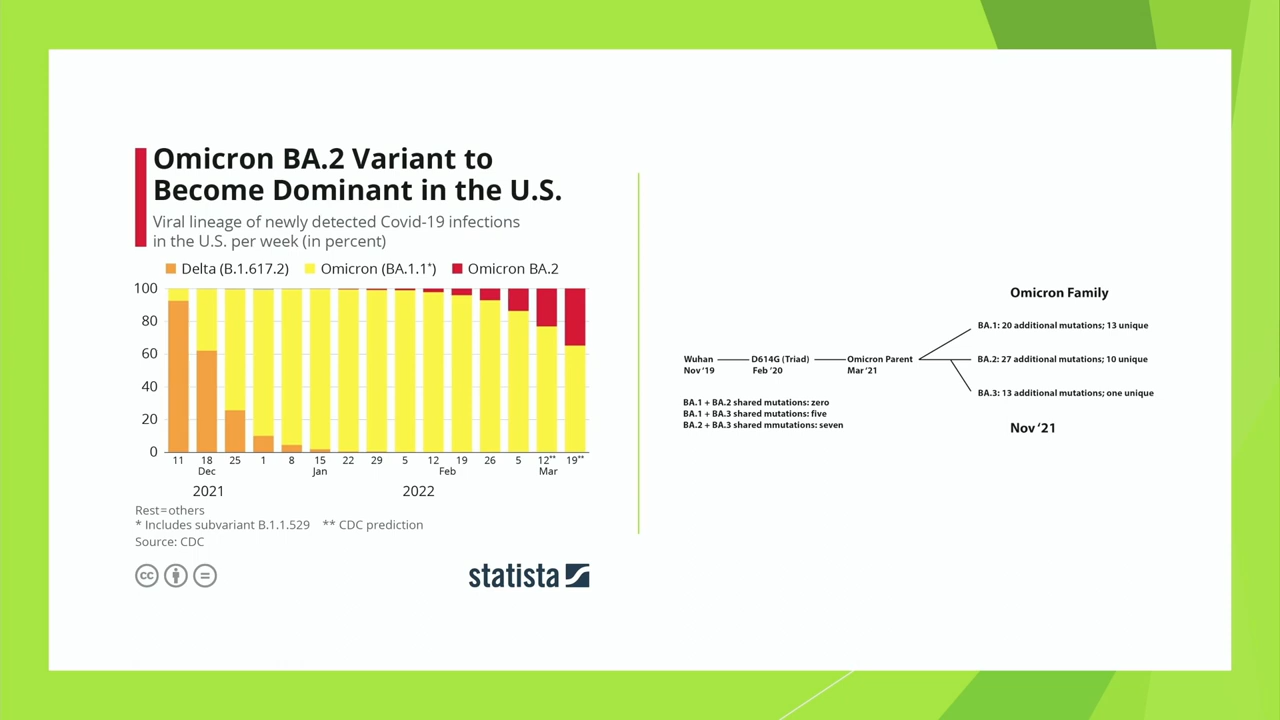 Omicron BA.2 Variant to
Become Dominant in the U.S.
Viral lineage of newly detected Covid-19 infections
in the U.S. per week (in percent)
Delta (B.1.617.2) Omicron (BA.1.1*) Omicron BA.2
100
80
60
40
20
0
11 18 25 1 8 15 22 29 5 12 19 26 5 12** 19**
Dec Jan Feb Mar
2021 2022
Rest=others
* Includes subvariant B.1.1.529 ** CDC prediction
Source: CDC
cc
statista
Omicron Family
BA.1: 20 additional mutations; 13 unique
Wuhan D614G (Triad) Omicron Parent BA.2: 27 additional mutations; 10 unique
Nov '19 Feb '20 Mar '21
BA.3: 13 additional mutations; one unique
BA.1 + BA.2 shared mutations: zero
BA.1 + BA.3 shared mutations: five
BA.2 + BA.3 shared mmutations: seven
Nov '21